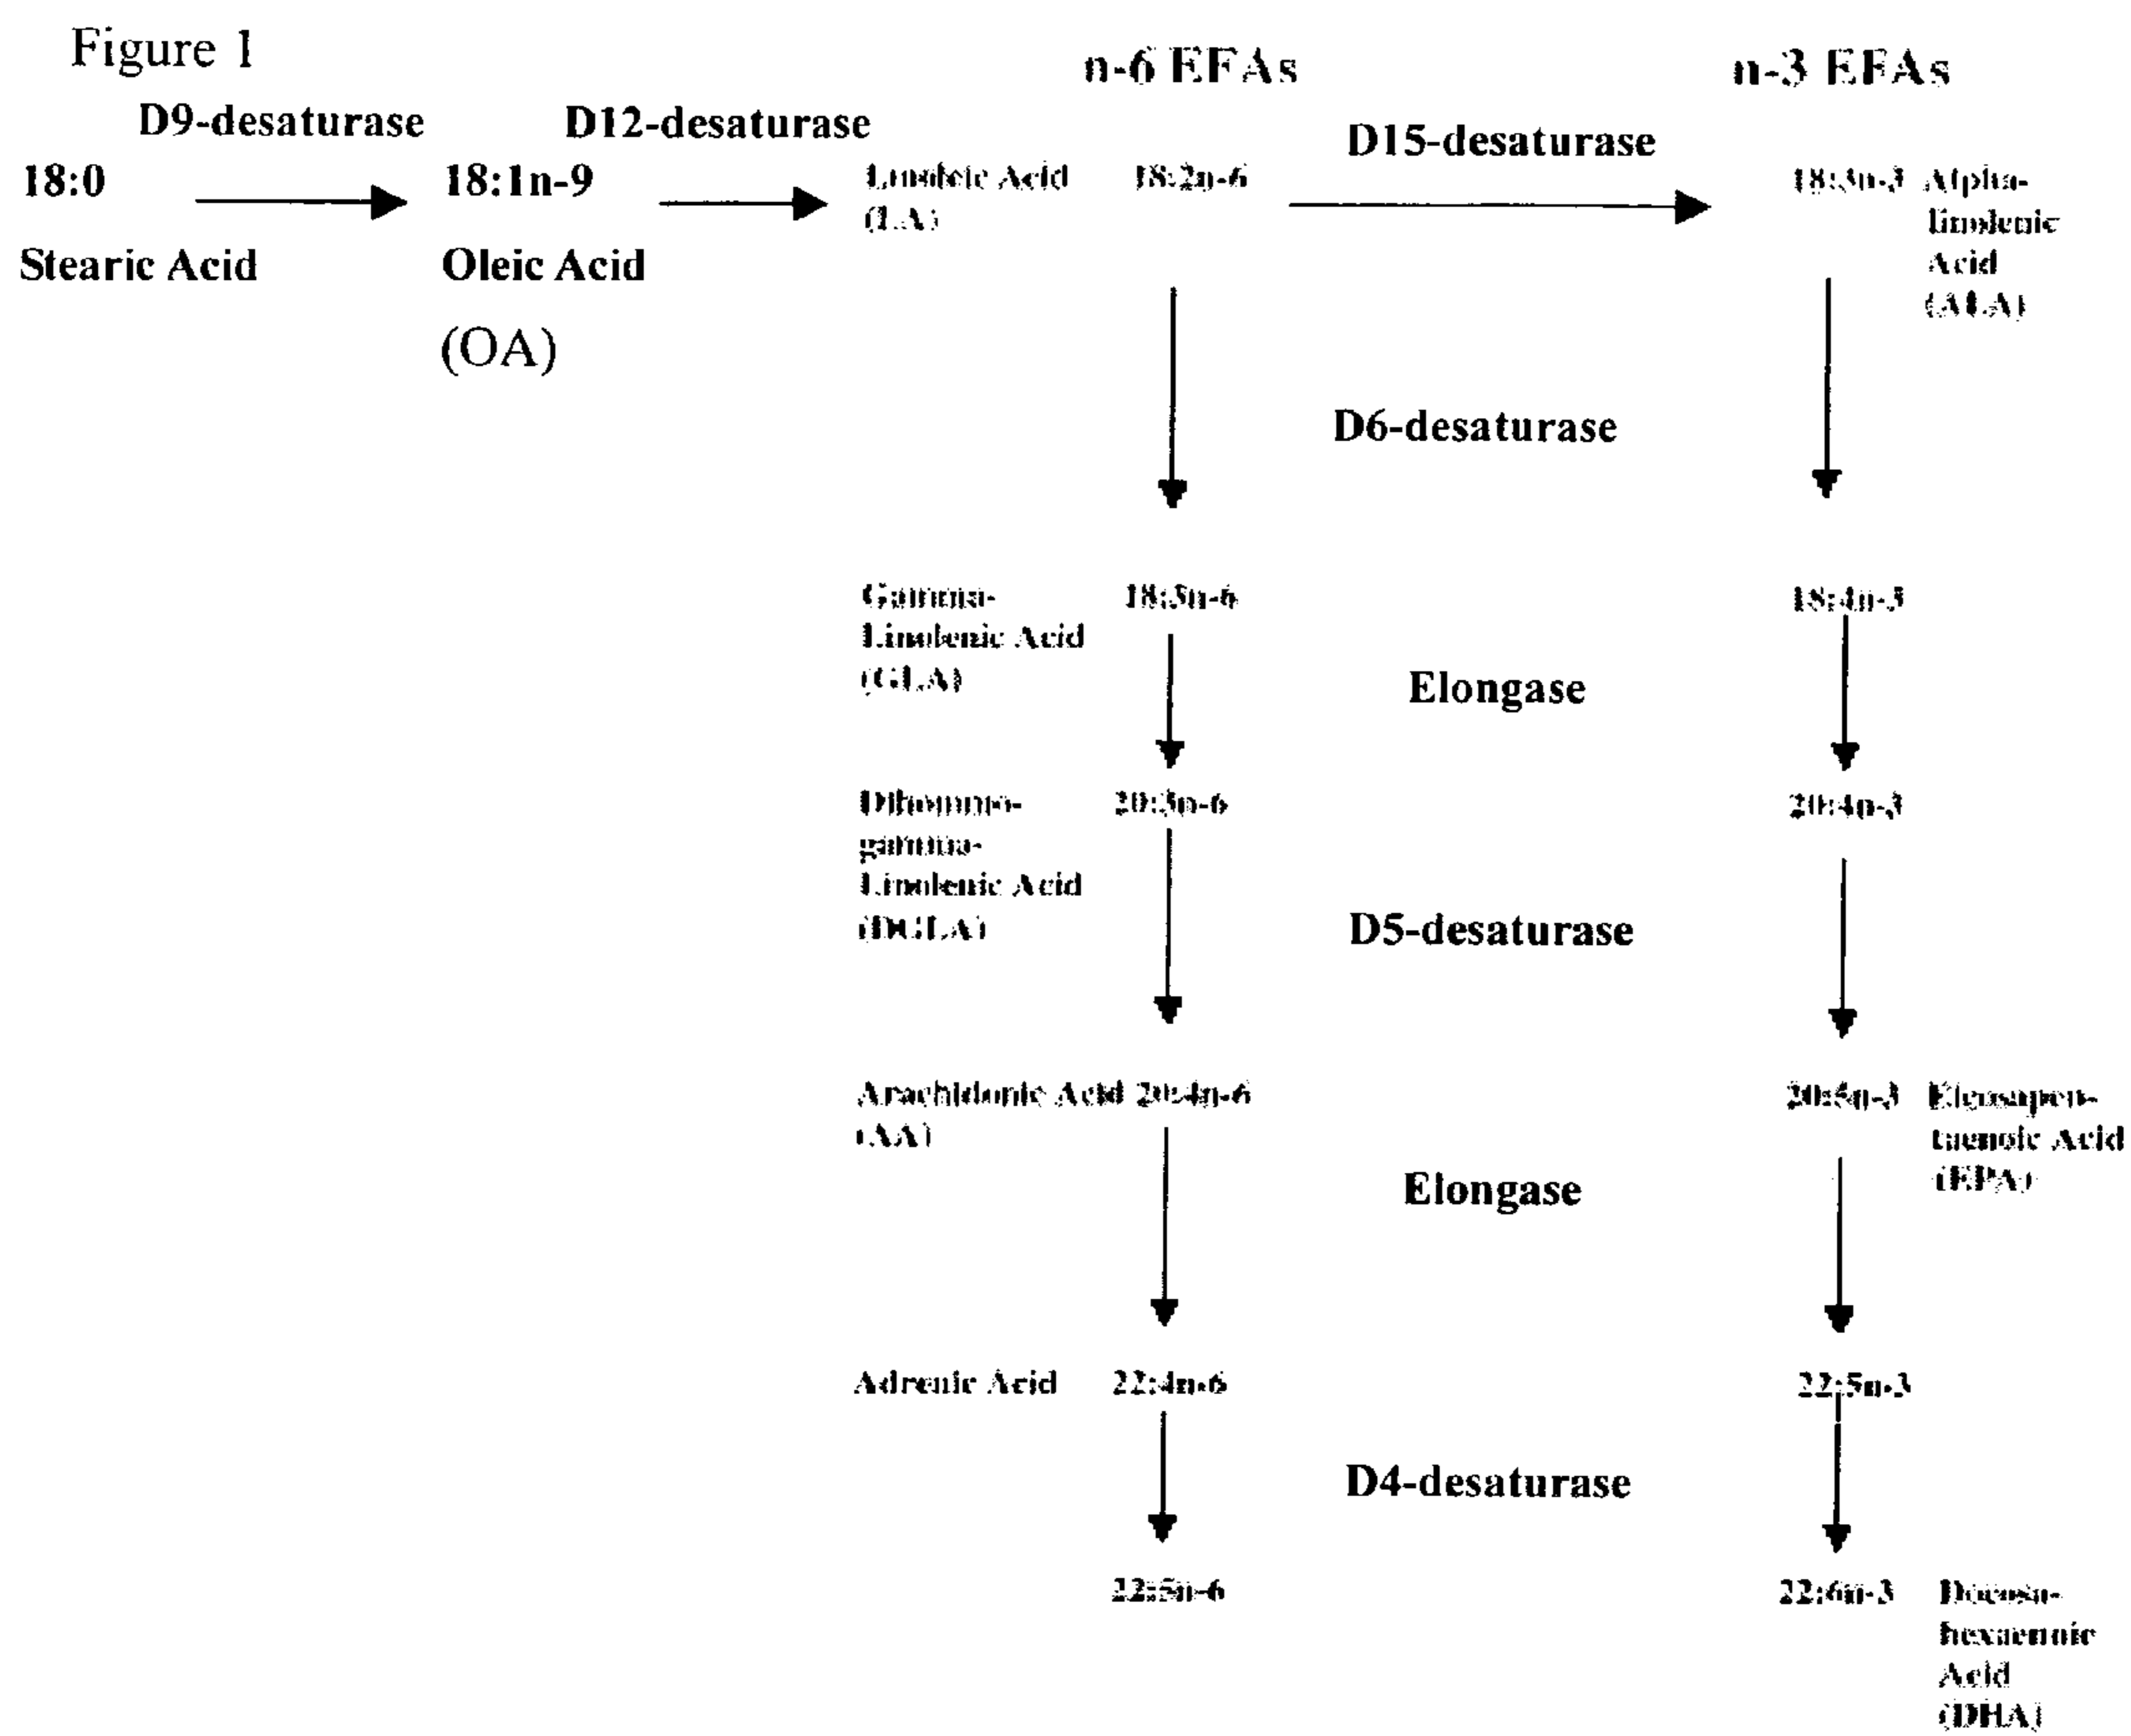 Figure 1
n-6 EFAs
n-3 EFAs
D9-desaturase
D12-desaturase
D15-desaturase
18:0
18:1n-9
Linoleic Acid
18:2n-6
18:3n-3
Alpha-
(LA)
linolenic
Stearic Acid
Oleic Acid
Acid
(ALA)
(OA)
D6-desaturase
Gamma-
18:3n-6
18:4n-3
Linolenic Acid
(GLA)
Elongase
20:3n-6
20:4n-3
gamma-
Linolenic Acid
(DGLA)
D5-desaturase
Arachidonic Acid 20:4n-6
20:5n-3
Eicosapen-
(AA)
taenoic Acid
(EPA)
Elongase
Adrenic Acid
22:4n-6
22:5n-3
D4-desaturase
22:5n-6
22:6n-3
Docosa-
hexaenoic
Acid
(DHA)